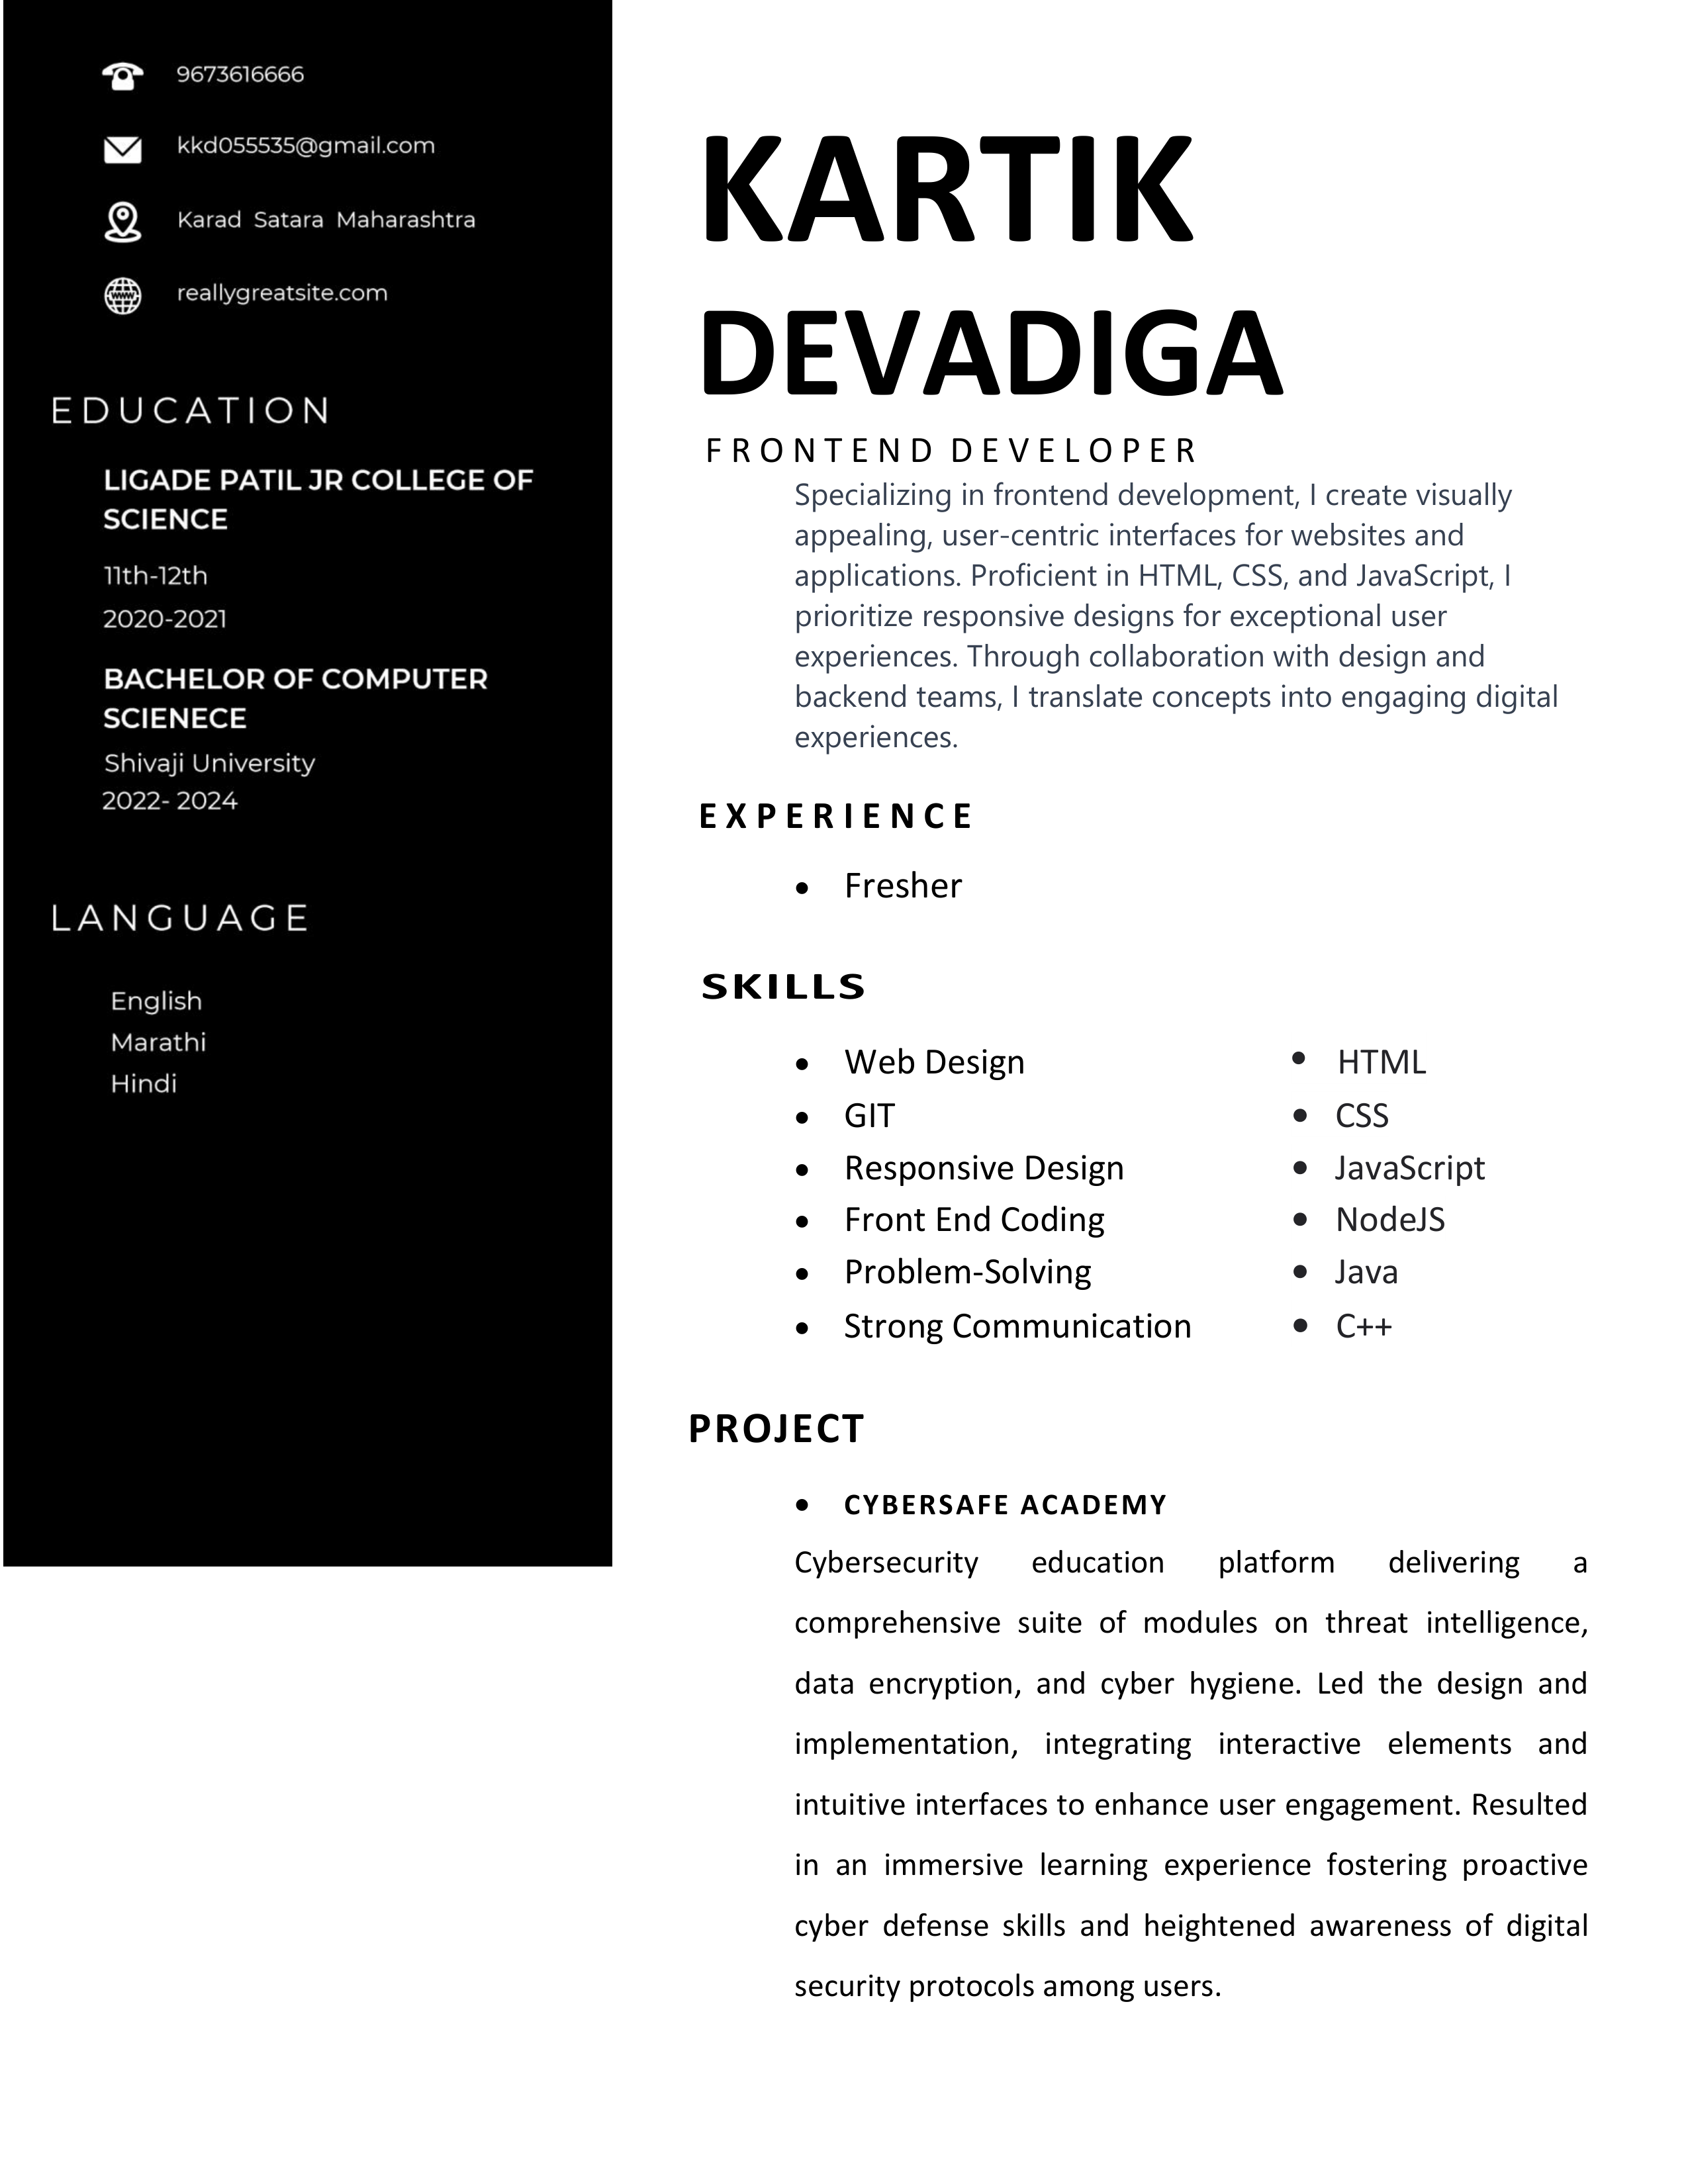 9673616666
kkd055535@gmail.com
Karad Satara Maharashtra
reallygreatsite.com
EDUCATION
LIGADE PATIL JR COLLEGE OF
SCIENCE
11th-12th
2020-2021
BACHELOR OF COMPUTER
SCIENECE
Shivaji University
2022- 2024
LANGUAGE
English
Marathi
Hindi
KARTIK
DEVADIGA
FRONTEND DEVELOPER
Specializing in frontend development, I create visually
appealing, user-centric interfaces for websites and
applications. Proficient in HTML, CSS, and JavaScript, I
prioritize responsive designs for exceptional user
experiences. Through collaboration with design and
backend teams, I translate concepts into engaging digital
experiences.
EXPERIENCE
• Fresher
SKILLS
• Web Design
• GIT
• Responsive Design
• Front End Coding
• Problem-Solving
• Strong Communication
• HTML
• CSS
• JavaScript
• NodeJS
• Java
• C++
PROJECT
• CYBERSAFE ACADEMY
Cybersecurity education platform delivering a
comprehensive suite of modules on threat intelligence,
data encryption, and cyber hygiene. Led the design and
implementation, integrating interactive elements and
intuitive interfaces to enhance user engagement. Resulted
in an immersive learning experience fostering proactive
cyber defense skills and heightened awareness of digital
security protocols among users.